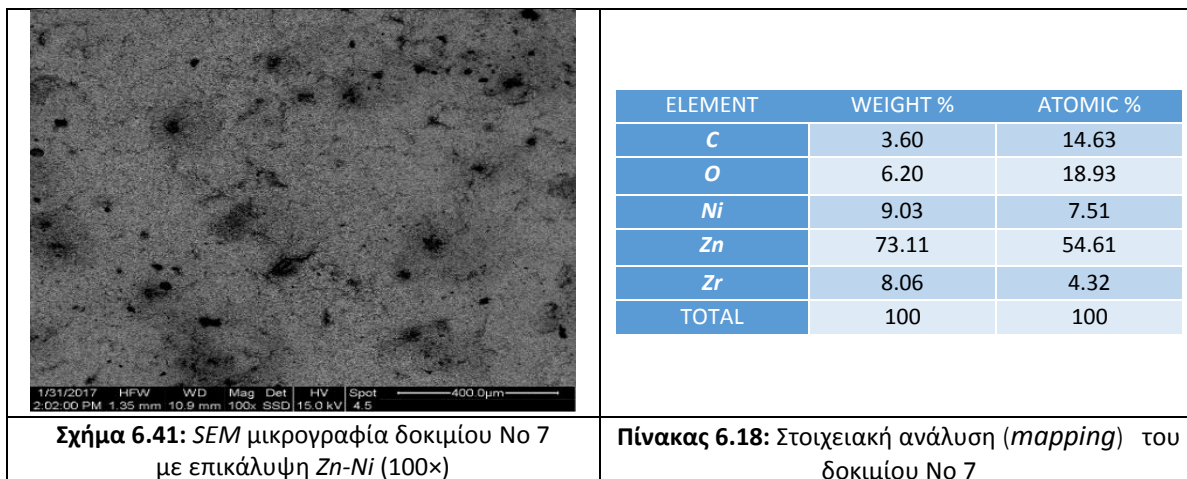 ELEMENT WEIGHT % ATOMIC %
C 3.60 14.63
O 6.20 18.93
Ni 9.03 7.51
Zn 73.11 54.61
Zr 8.06 4.32
TOTAL 100 100
1/31/2017 HFW WD Mag Det HV Spot 400.0µm
2:02:00 PM 1.35 mm 10.9 mm 100x SSD 15.0 kV 4.5
Σχήμα 6.41: SEM μικρογραφία δοκιμίου No 7
με επικάλυψη Zn-Ni (100×)
Πίνακας 6.18: Στοιχειακή ανάλυση (mapping) του
δοκιμίου No 7